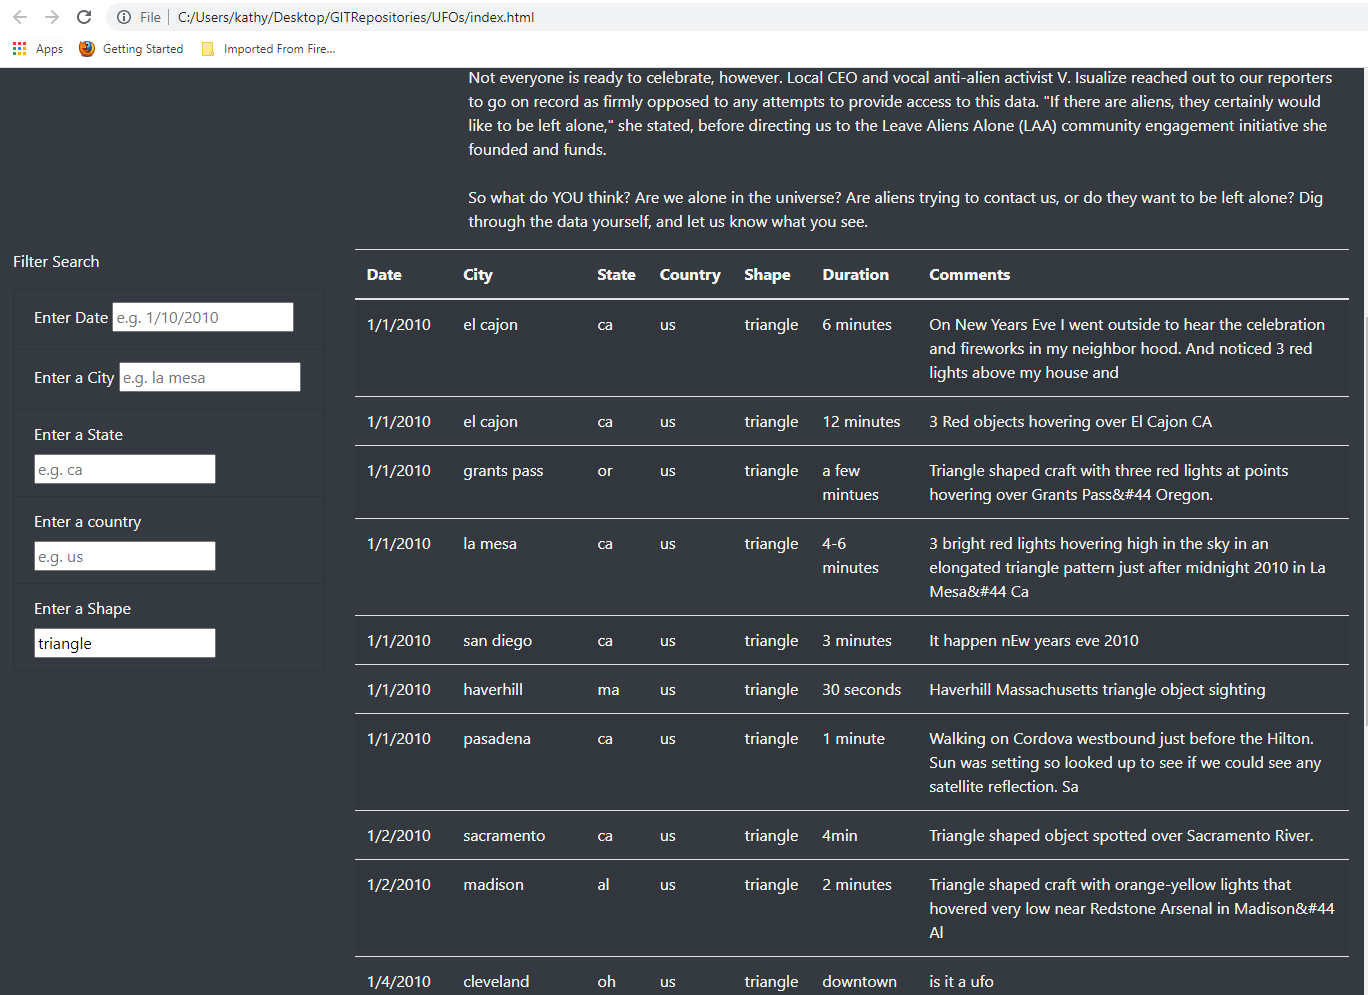 File | C:/Users/kathy/Desktop/GITRepositories/UFOs/index.html
Apps Getting Started Imported From Fire...
Not everyone is ready to celebrate, however. Local CEO and vocal anti-alien activist V. Isualize reached out to our reporters
to go on record as firmly opposed to any attempts to provide access to this data. "If there are aliens, they certainly would
like to be left alone," she stated, before directing us to the Leave Aliens Alone (LAA) community engagement initiative she
founded and funds.
So what do YOU think? Are we alone in the universe? Are aliens trying to contact us, or do they want to be left alone? Dig
through the data yourself, and let us know what you see.
Filter Search
Enter Date e.g. 1/10/2010
Enter a City e.g. la mesa
Enter a State
e.g. ca
Enter a country
e.g. us
Enter a Shape
triangle
Date City State Country Shape Duration Comments
1/1/2010 el cajon ca us triangle 6 minutes On New Years Eve I went outside to hear the celebration
and fireworks in my neighbor hood. And noticed 3 red
lights above my house and
1/1/2010 el cajon ca us triangle 12 minutes 3 Red objects hovering over El Cajon CA
1/1/2010 grants pass or us triangle a few Triangle shaped craft with three red lights at points
mintues hovering over Grants Pass&#44 Oregon.
1/1/2010 la mesa ca us triangle 4-6 3 bright red lights hovering high in the sky in an
minutes elongated triangle pattern just after midnight 2010 in La
Mesa&#44 Ca
1/1/2010 san diego ca us triangle 3 minutes It happen nEw years eve 2010
1/1/2010 haverhill ma us triangle 30 seconds Haverhill Massachusetts triangle object sighting
1/1/2010 pasadena ca us triangle 1 minute Walking on Cordova westbound just before the Hilton.
Sun was setting so looked up to see if we could see any
satellite reflection. Sa
1/2/2010 sacramento ca us triangle 4min Triangle shaped object spotted over Sacramento River.
1/2/2010 madison al us triangle 2 minutes Triangle shaped craft with orange-yellow lights that
hovered very low near Redstone Arsenal in Madison&#44
Al
1/4/2010 cleveland oh us triangle downtown is it a ufo